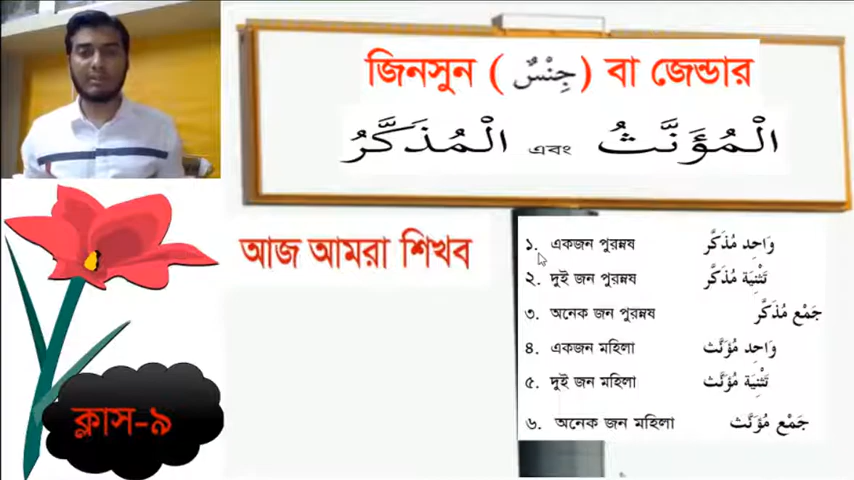 জিনসুন ( جِنْسٌ ) বা জেন্ডার
الْمُذَكَّرُ এবং الْمُؤَنَّثُ
আজ আমরা শিখব
১. একজন পুরুষ وَاحِد مُذَكَّر
২. দুই জন পুরুষ تَثْنِيَة مُذَكَّر
৩. অনেক জন পুরুষ جَمْع مُذَكَّر
৪. একজন মহিলা وَاحِد مُؤَنَّث
৫. দুই জন মহিলা تَثْنِيَة مُؤَنَّث
৬. অনেক জন মহিলা جَمْع مُؤَنَّث
ক্লাস-৯